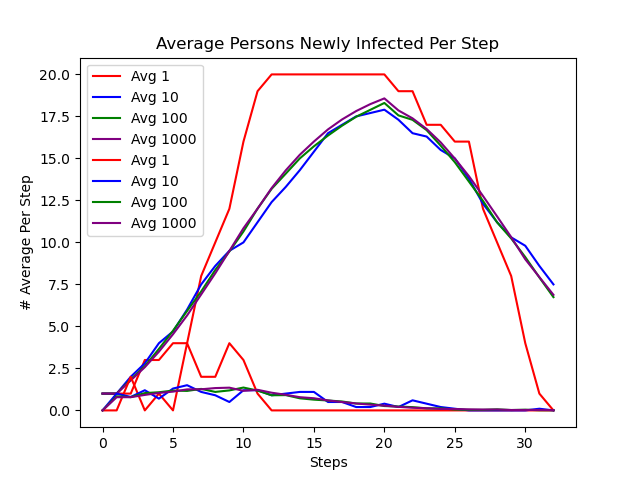 Average Persons Newly Infected Per Step
# Average Per Step
20.0
17.5
15.0
12.5
10.0
7.5
5.0
2.5
0.0
Avg 1
Avg 10
Avg 100
Avg 1000
Avg 1
Avg 10
Avg 100
Avg 1000
0 5 10 15 20 25 30
Steps